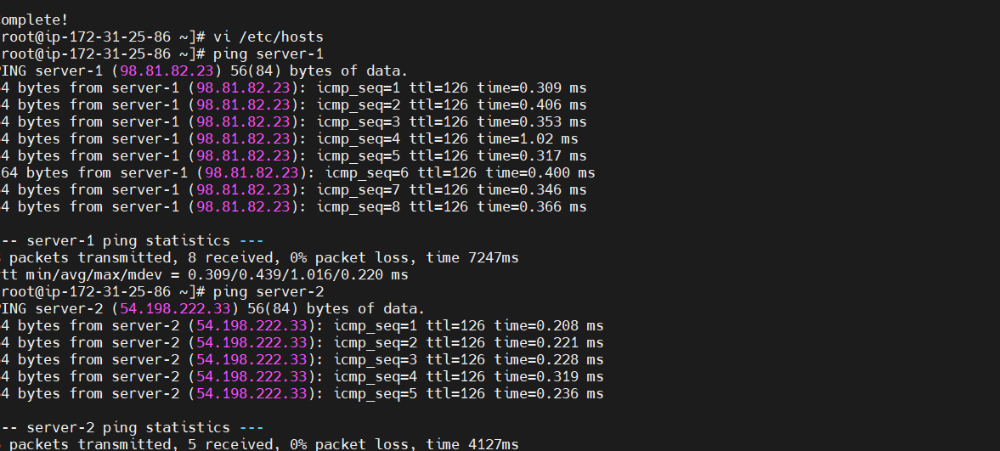 omplete!
root@ip-172-31-25-86 ~]# vi /etc/hosts
root@ip-172-31-25-86 ~]# ping server-1
PING server-1 (98.81.82.23) 56(84) bytes of data.
64 bytes from server-1 (98.81.82.23): icmp_seq=1 ttl=126 time=0.309 ms
64 bytes from server-1 (98.81.82.23): icmp_seq=2 ttl=126 time=0.406 ms
64 bytes from server-1 (98.81.82.23): icmp_seq=3 ttl=126 time=0.353 ms
64 bytes from server-1 (98.81.82.23): icmp_seq=4 ttl=126 time=1.02 ms
64 bytes from server-1 (98.81.82.23): icmp_seq=5 ttl=126 time=0.317 ms
64 bytes from server-1 (98.81.82.23): icmp_seq=6 ttl=126 time=0.400 ms
64 bytes from server-1 (98.81.82.23): icmp_seq=7 ttl=126 time=0.346 ms
64 bytes from server-1 (98.81.82.23): icmp_seq=8 ttl=126 time=0.366 ms
-- server-1 ping statistics ---
packets transmitted, 8 received, 0% packet loss, time 7247ms
tt min/avg/max/mdev = 0.309/0.439/1.016/0.220 ms
root@ip-172-31-25-86 ~]# ping server-2
PING server-2 (54.198.222.33) 56(84) bytes of data.
64 bytes from server-2 (54.198.222.33): icmp_seq=1 ttl=126 time=0.208 ms
64 bytes from server-2 (54.198.222.33): icmp_seq=2 ttl=126 time=0.221 ms
64 bytes from server-2 (54.198.222.33): icmp_seq=3 ttl=126 time=0.228 ms
64 bytes from server-2 (54.198.222.33): icmp_seq=4 ttl=126 time=0.319 ms
64 bytes from server-2 (54.198.222.33): icmp_seq=5 ttl=126 time=0.236 ms
-- server-2 ping statistics ---
packets transmitted, 5 received, 0% packet loss, time 4127ms